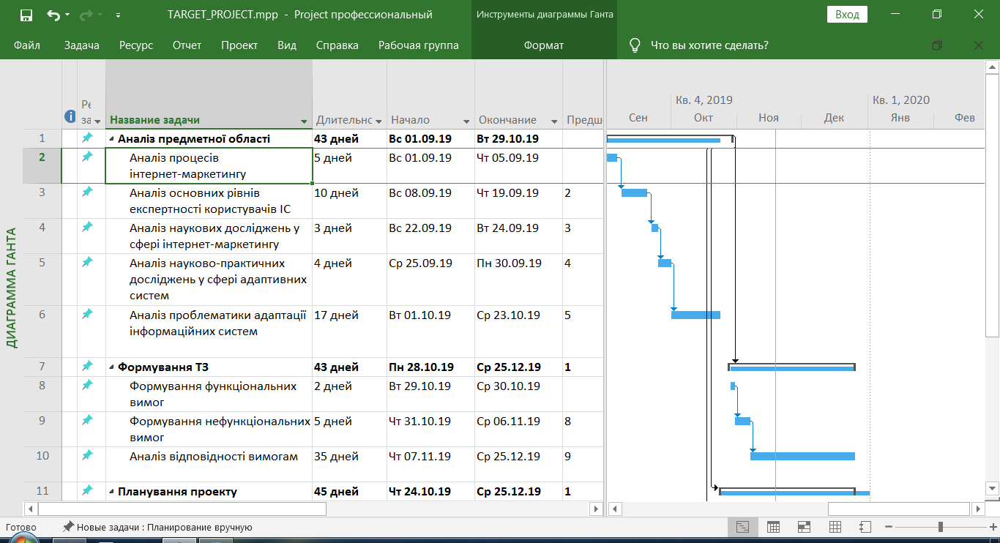 TARGET_PROJECT.mpp - Project профессиональный
Инструменты диаграммы Ганта
Вход
Файл Задача Ресурс Отчет Проект Вид Справка Рабочая группа Формат Что вы хотите сделать?
Кв. 4, 2019 Кв. 1, 2020
Ре
за
Название задачи Длительнс Начало Окончание Предш
Сен Окт Ноя Дек Янв Фев
1 Аналіз предметної області 43 дней Вс 01.09.19 Вт 29.10.19
2 Аналіз процесів 5 дней Вс 01.09.19 Чт 05.09.19
інтернет-маркетингу
3 Аналіз основних рівнів 10 дней Вс 08.09.19 Чт 19.09.19 2
експертності користувачів ІС
4 Аналіз наукових досліджень у 3 дней Вс 22.09.19 Вт 24.09.19 3
сфері інтернет-маркетингу
5 Аналіз науково-практичних 4 дней Ср 25.09.19 Пн 30.09.19 4
досліджень у сфері адаптивних
систем
6 Аналіз проблематики адаптації 17 дней Вт 01.10.19 Ср 23.10.19 5
інформаційних систем
7 Формування ТЗ 43 дней Пн 28.10.19 Ср 25.12.19 1
8 Формування функціональних 2 дней Вт 29.10.19 Ср 30.10.19
вимог
9 Формування нефункціональних 5 дней Чт 31.10.19 Ср 06.11.19 8
вимог
10 Аналіз відповідності вимогам 35 дней Чт 07.11.19 Ср 25.12.19 9
11 Планування проекту 45 дней Чт 24.10.19 Ср 25.12.19 1
ДИАГРАММА ГАНТА
Готово Новые задачи : Планирование вручную